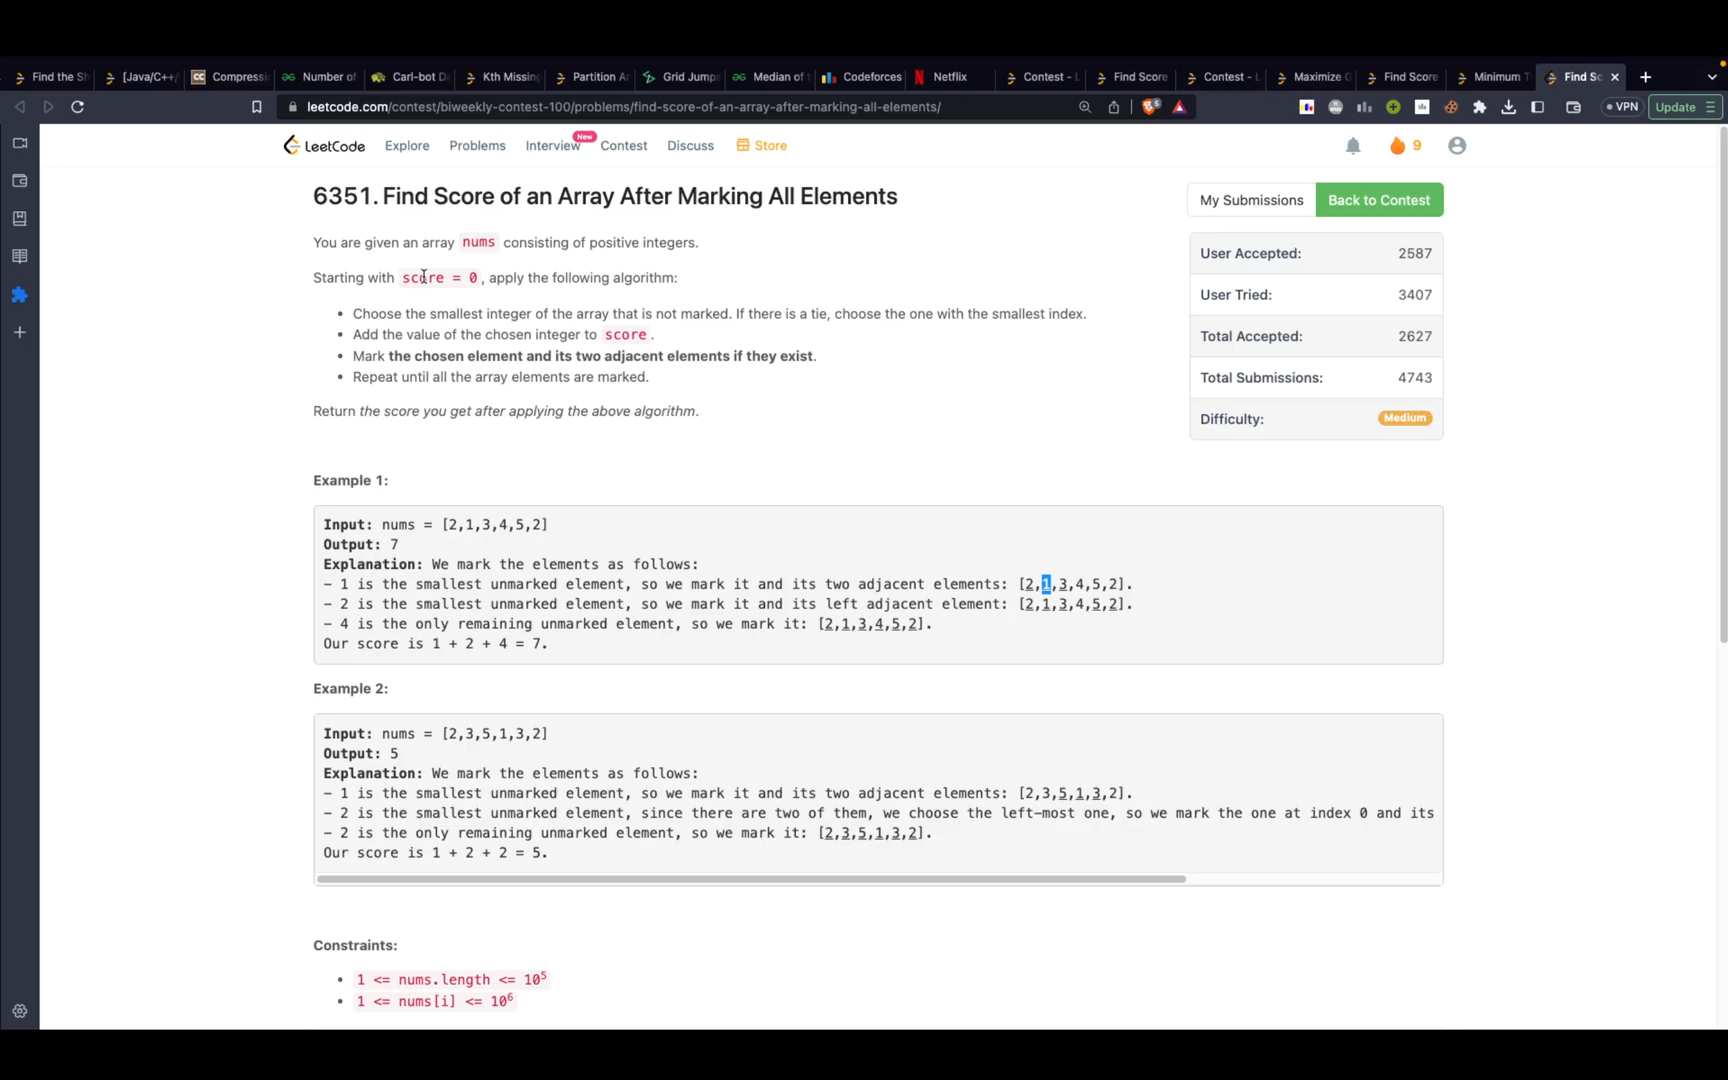 Find the Sh
[Java/C++/
CC Compressi
Number of
Carl-bot Da
Kth Missing
Partition Ar
Grid Jumps
Median of t
Codeforces
Netflix
Contest - L
Find Score
Contest - L
Maximize G
Find Score
Minimum T
Find Sc
leetcode.com/contest/biweekly-contest-100/problems/find-score-of-an-array-after-marking-all-elements/
VPN
Update
LeetCode
Explore
Problems
Interview
New
Contest
Discuss
Store
9
6351. Find Score of an Array After Marking All Elements
My Submissions
Back to Contest
You are given an array nums consisting of positive integers.
Starting with score = 0, apply the following algorithm:
• Choose the smallest integer of the array that is not marked. If there is a tie, choose the one with the smallest index.
• Add the value of the chosen integer to score.
• Mark the chosen element and its two adjacent elements if they exist.
• Repeat until all the array elements are marked.
Return the score you get after applying the above algorithm.
User Accepted: 2587
User Tried: 3407
Total Accepted: 2627
Total Submissions: 4743
Difficulty: Medium
Example 1:
Input: nums = [2,1,3,4,5,2]
Output: 7
Explanation: We mark the elements as follows:
- 1 is the smallest unmarked element, so we mark it and its two adjacent elements: [2,1,3,4,5,2].
- 2 is the smallest unmarked element, so we mark it and its left adjacent element: [2,1,3,4,5,2].
- 4 is the only remaining unmarked element, so we mark it: [2,1,3,4,5,2].
Our score is 1 + 2 + 4 = 7.
Example 2:
Input: nums = [2,3,5,1,3,2]
Output: 5
Explanation: We mark the elements as follows:
- 1 is the smallest unmarked element, so we mark it and its two adjacent elements: [2,3,5,1,3,2].
- 2 is the smallest unmarked element, since there are two of them, we choose the left-most one, so we mark the one at index 0 and its
- 2 is the only remaining unmarked element, so we mark it: [2,3,5,1,3,2].
Our score is 1 + 2 + 2 = 5.
Constraints:
• 1 <= nums.length <= 10⁵
• 1 <= nums[i] <= 10⁶